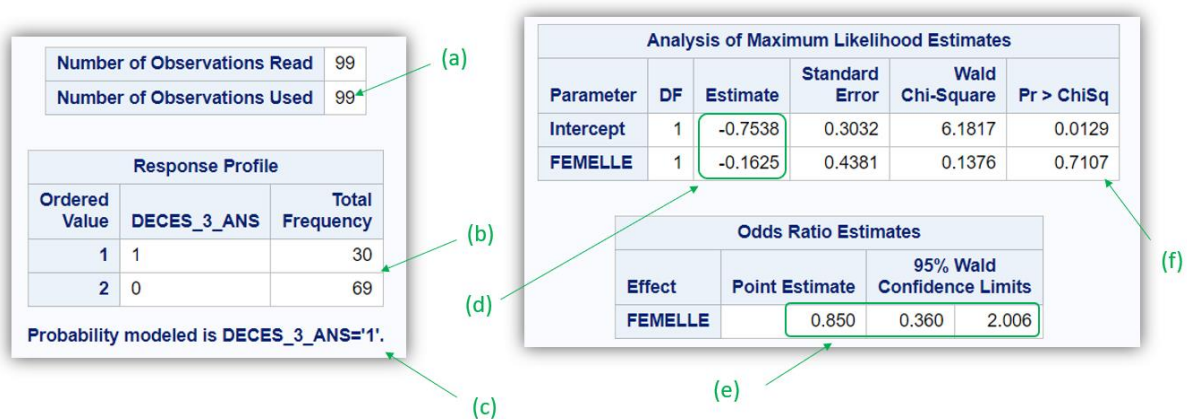 Number of Observations Read 99
Number of Observations Used 99
(a)
Response Profile
Ordered Value DECES_3_ANS Total Frequency
1 1 30
2 0 69
(b)
Probability modeled is DECES_3_ANS='1'.
(c)
Analysis of Maximum Likelihood Estimates
Parameter DF Estimate Standard Error Wald Chi-Square Pr > ChiSq
Intercept 1 -0.7538 0.3032 6.1817 0.0129
FEMELLE 1 -0.1625 0.4381 0.1376 0.7107
(d)
(f)
Odds Ratio Estimates
Effect Point Estimate 95% Wald Confidence Limits
FEMELLE 0.850 0.360 2.006
(e)